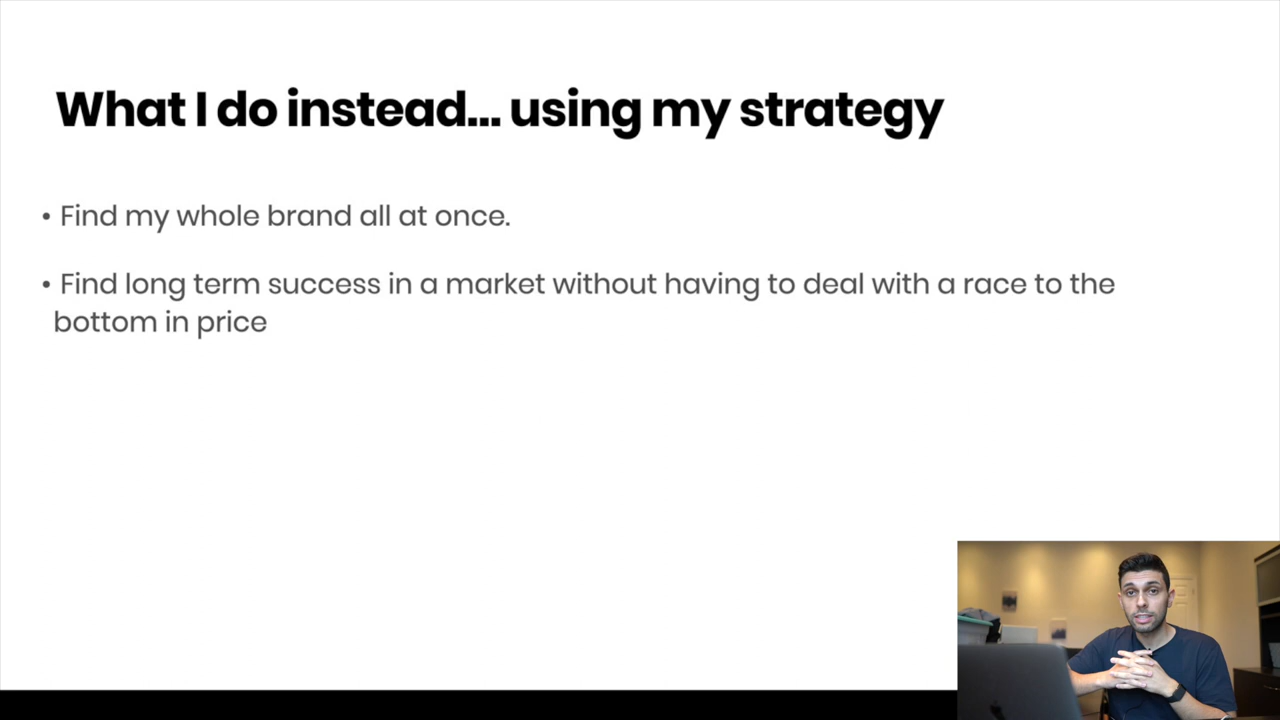 What I do instead... using my strategy
• Find my whole brand all at once.
• Find long term success in a market without having to deal with a race to the
bottom in price